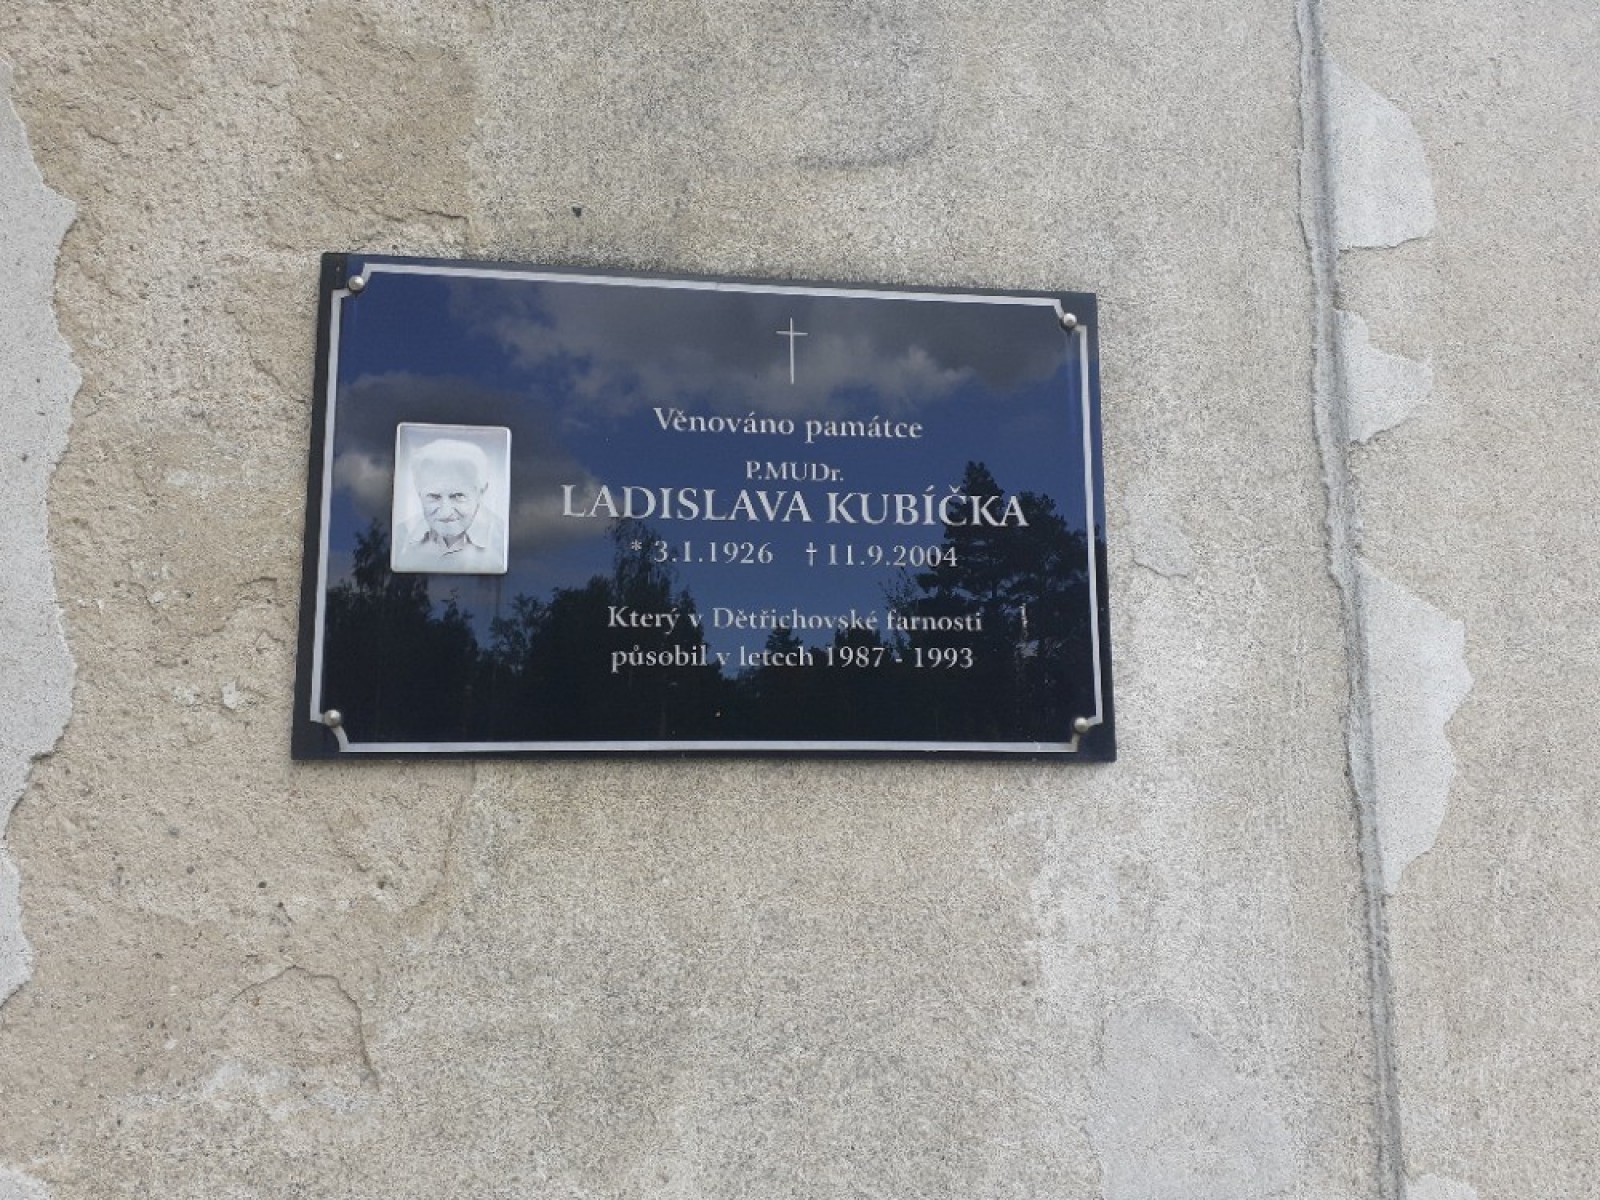 Věnováno památce
P.MUDr.
LADISLAVA KUBÍČKA
* 3.1.1926 † 11.9.2004
Který v Dětřichovské farnosti
působil v letech 1987 - 1993